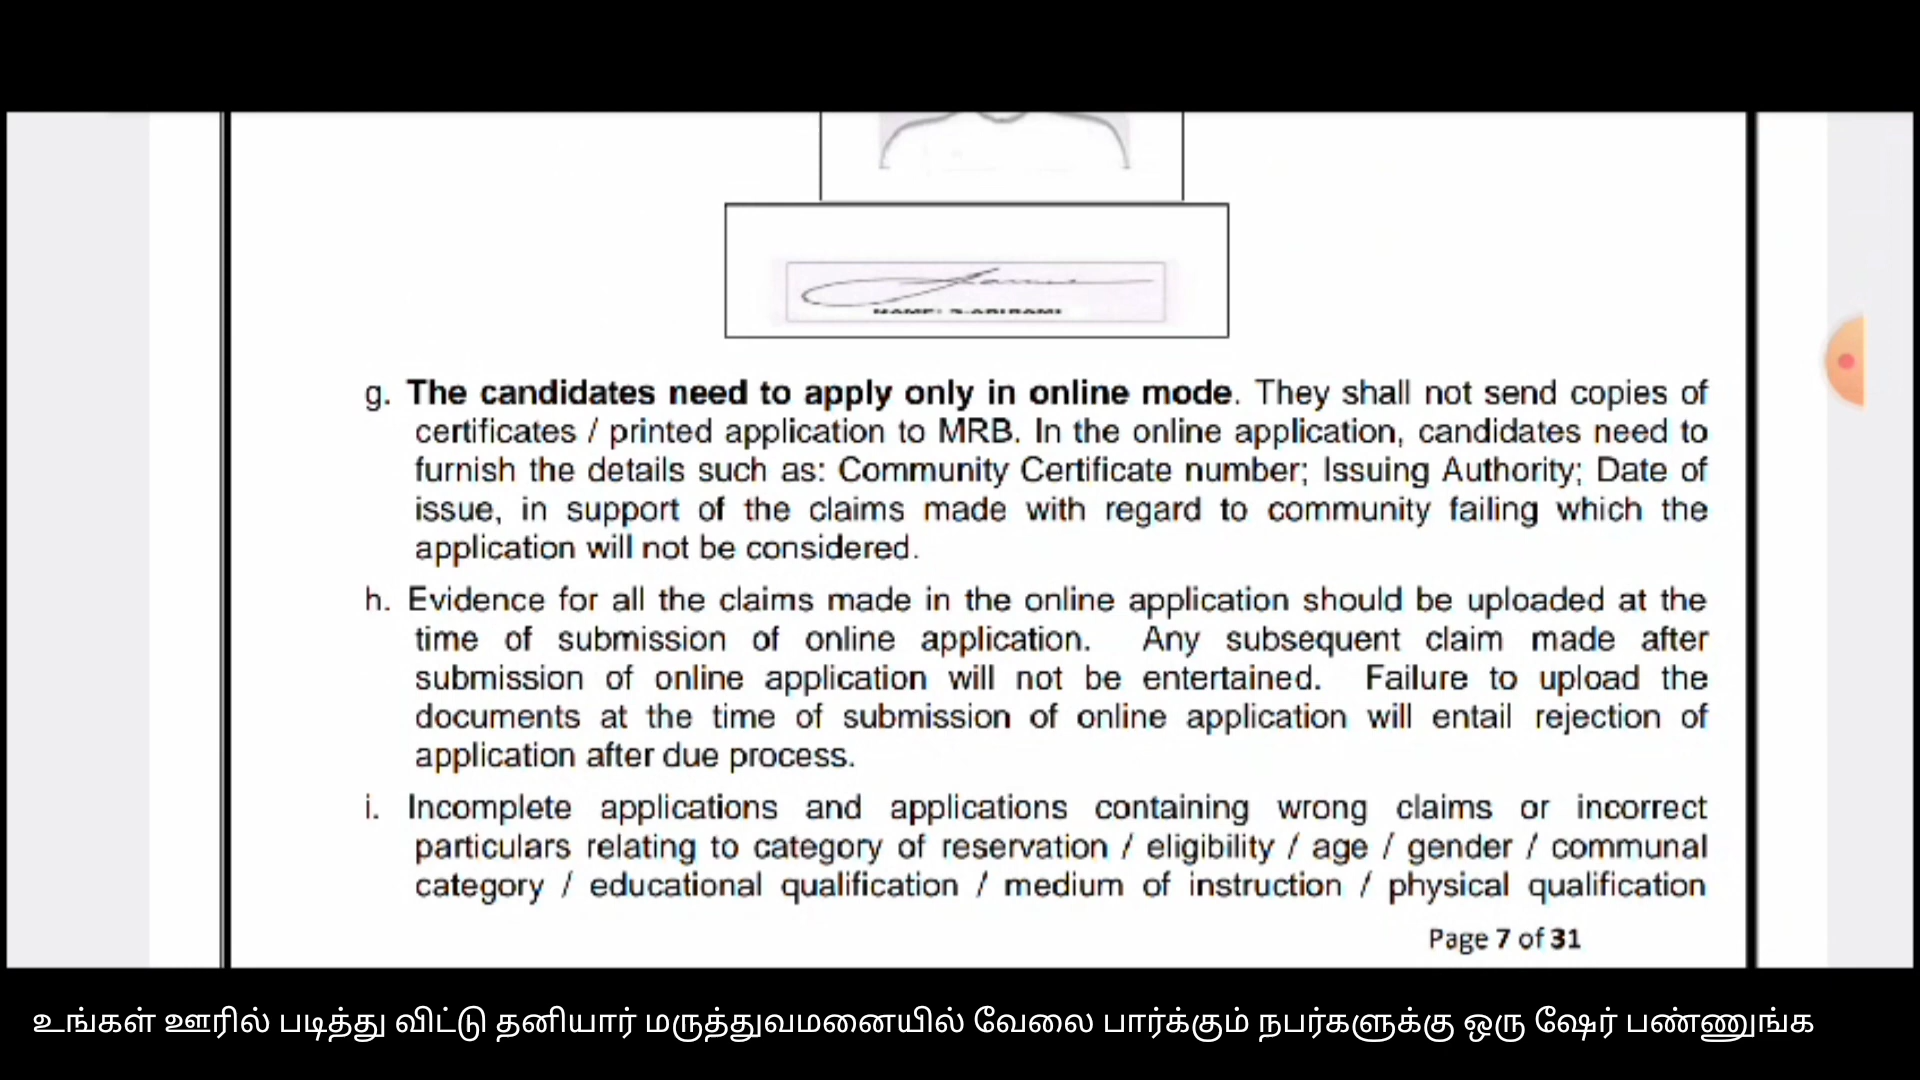 g. The candidates need to apply only in online mode. They shall not send copies of
certificates / printed application to MRB. In the online application, candidates need to
furnish the details such as: Community Certificate number; Issuing Authority; Date of
issue, in support of the claims made with regard to community failing which the
application will not be considered.
h. Evidence for all the claims made in the online application should be uploaded at the
time of submission of online application. Any subsequent claim made after
submission of online application will not be entertained. Failure to upload the
documents at the time of submission of online application will entail rejection of
application after due process.
i. Incomplete applications and applications containing wrong claims or incorrect
particulars relating to category of reservation / eligibility / age / gender / communal
category / educational qualification / medium of instruction / physical qualification
Page 7 of 31
உங்கள் ஊரில் படித்து விட்டு தனியார் மருத்துவமனையில் வேலை பார்க்கும் நபர்களுக்கு ஒரு ஷேர் பண்ணுங்க